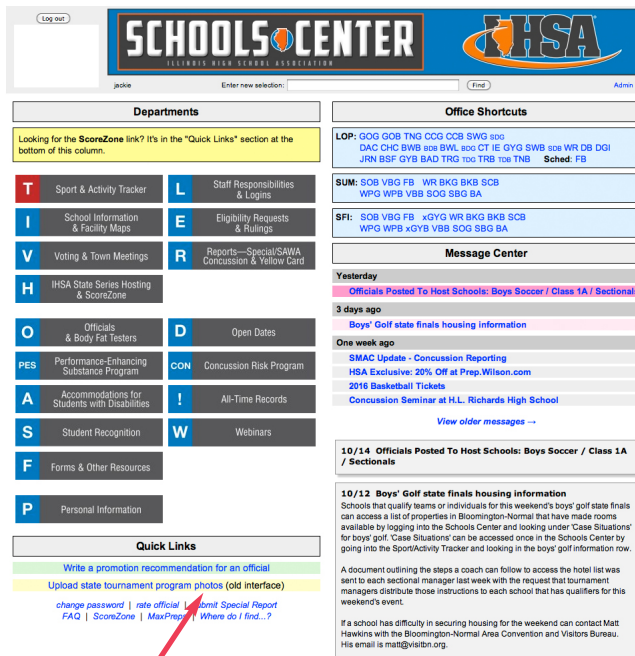 Log out
SCHOOLS CENTER
ILLINOIS HIGH SCHOOL ASSOCIATION
IHSA
jackie
Enter new selection:
Find
Admin
Departments
Looking for the ScoreZone link? It's in the "Quick Links" section at the
bottom of this column.
T Sport & Activity Tracker
L Staff Responsibilities
& Logins
I School Information
& Facility Maps
E Eligibility Requests
& Rulings
V Voting & Town Meetings
R Reports—Special/SAWA
Concussion & Yellow Card
H IHSA State Series Hosting
& ScoreZone
O Officials
& Body Fat Testers
D Open Dates
PES Performance-Enhancing
Substance Program
CON Concussion Risk Program
A Accommodations for
Students with Disabilities
! All-Time Records
S Student Recognition
W Webinars
F Forms & Other Resources
P Personal Information
Quick Links
Write a promotion recommendation for an official
Upload state tournament program photos (old interface)
change password | rate official | Submit Special Report
FAQ | ScoreZone | MaxPreps | Where do I find...?
Office Shortcuts
LOP: GOG GOB TNG CCG CCB SWG SDG
DAC CHC BWB BDB BWL BDG CT IE GYG SWB SDB WR DB DGI
JRN BSF GYB BAD TRG TDG TRB TDB TNB Sched: FB
SUM: SOB VBG FB WR BKG BKB SCB
WPG WPB VBB SOG SBG BA
SFI: SOB VBG FB xGYG WR BKG BKB SCB
WPG WPB xGYB VBB SOG SBG BA
Message Center
Yesterday
Officials Posted To Host Schools: Boys Soccer / Class 1A / Sectionals
3 days ago
Boys' Golf state finals housing information
One week ago
SMAC Update - Concussion Reporting
HSA Exclusive: 20% Off at Prep.Wilson.com
2016 Basketball Tickets
Concussion Seminar at H.L. Richards High School
View older messages →
10/14 Officials Posted To Host Schools: Boys Soccer / Class 1A
/ Sectionals
10/12 Boys' Golf state finals housing information
Schools that qualify teams or individuals for this weekend's boys' golf state finals
can access a list of properties in Bloomington-Normal that have made rooms
available by logging into the Schools Center and looking under 'Case Situations'
for boys' golf. 'Case Situations' can be accessed once in the Schools Center by
going into the Sport/Activity Tracker and looking in the boys' golf information row.
A document outlining the steps a coach can follow to access the hotel list was
sent to each sectional manager last week with the request that tournament
managers distribute those instructions to each school that has qualifiers for this
weekend's event.
If a school has difficulty in securing housing for the weekend can contact Matt
Hawkins with the Bloomington-Normal Area Convention and Visitors Bureau.
His email is matt@visitbn.org.